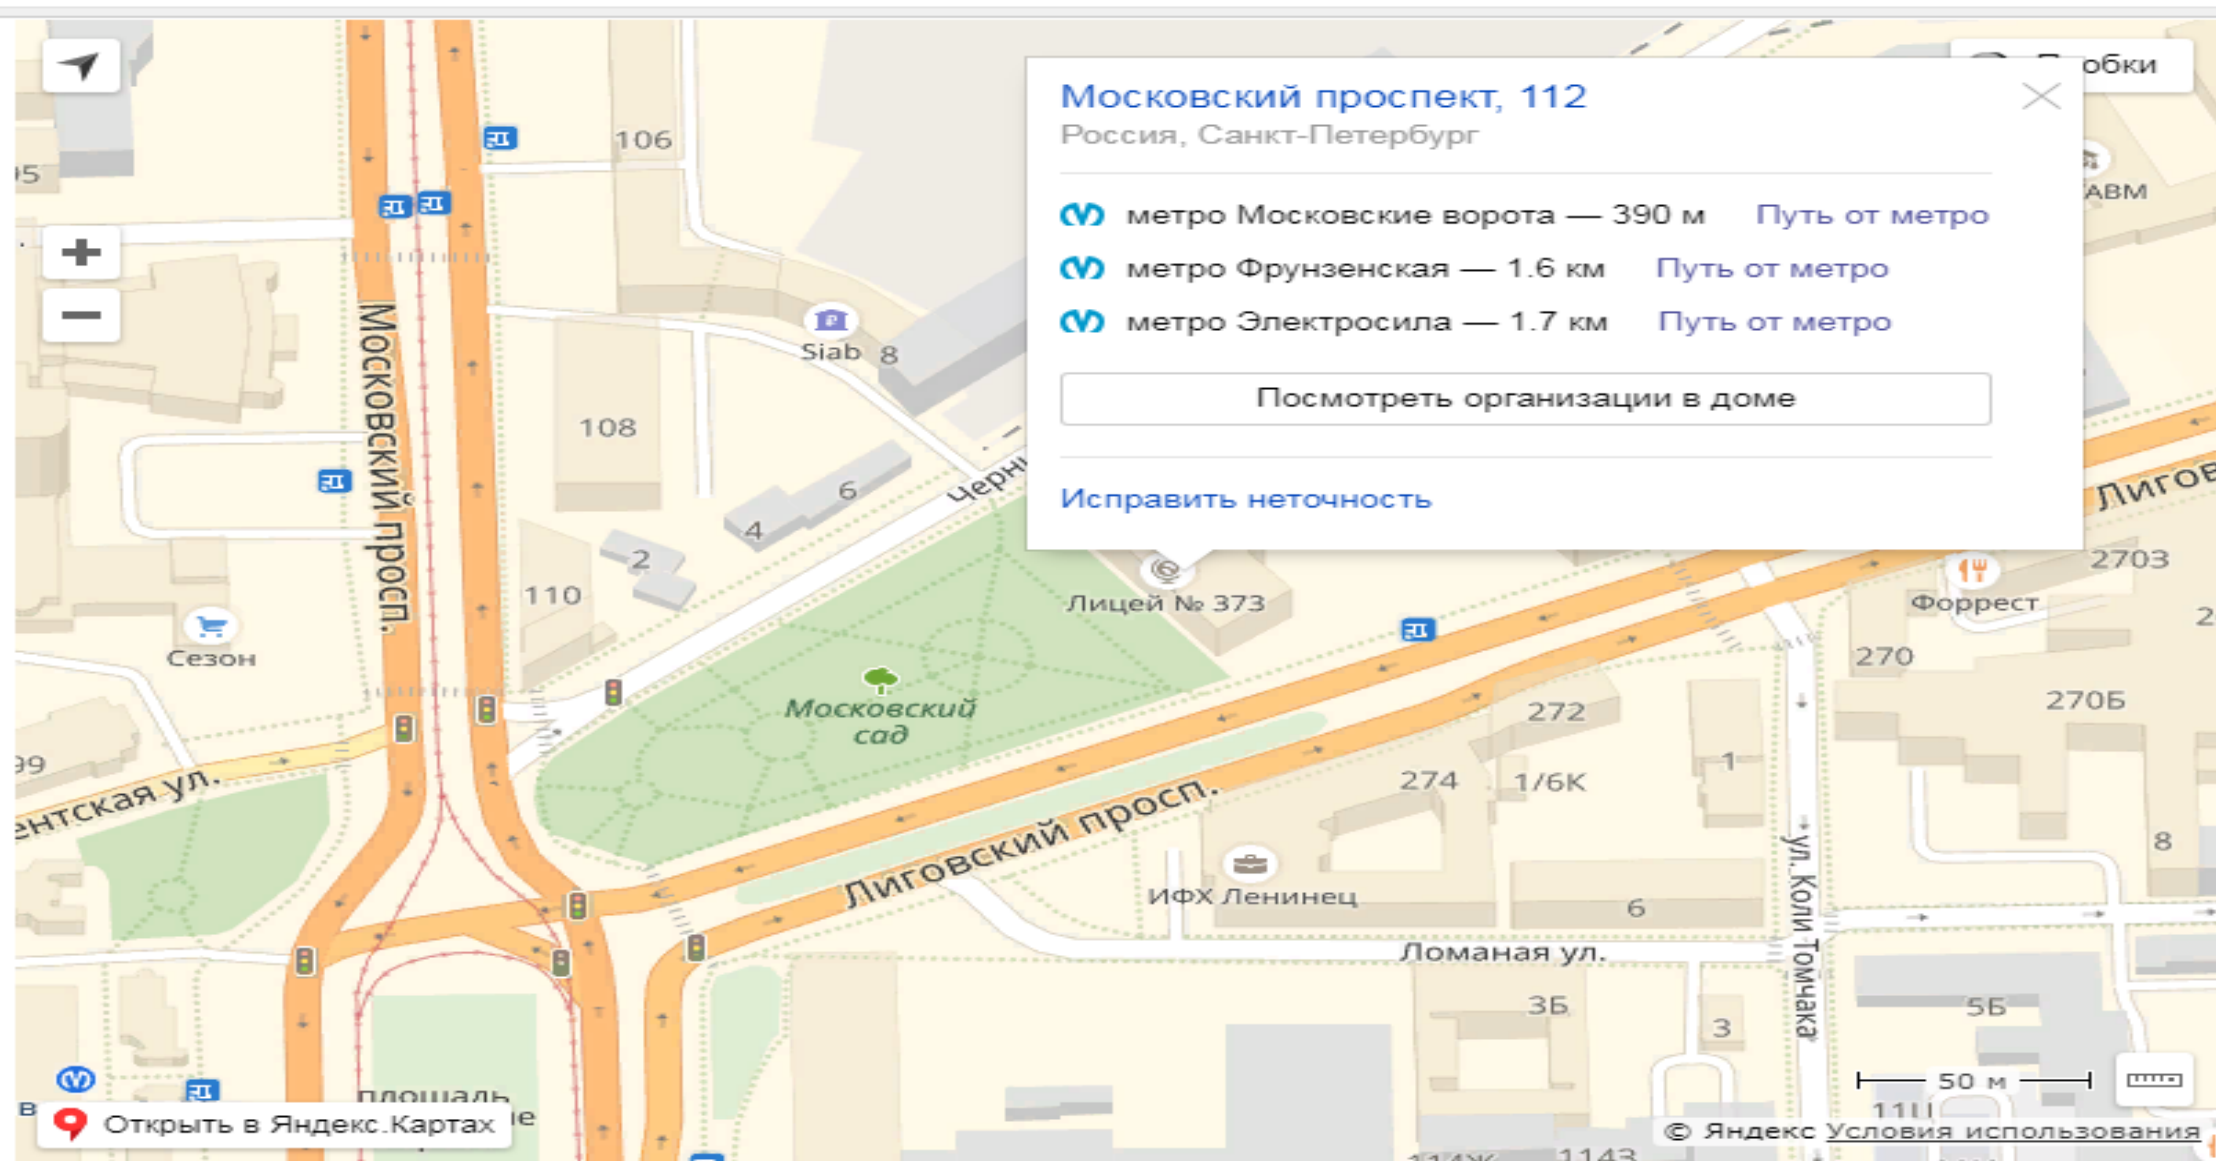 Пробки
Московский проспект, 112
Россия, Санкт-Петербург
метро Московские ворота — 390 м Путь от метро
метро Фрунзенская — 1.6 км Путь от метро
метро Электросила — 1.7 км Путь от метро
Посмотреть организации в доме
Исправить неточность
106
Siab 8
108
6
4
2
110
Московский просп.
Сезон
Лицей № 373
Московский
сад
Лиговский просп.
270З
Форрест
270
270Б
272
274
1/6К
1
8
ИФХ Ленинец
6
Ломаная ул.
ул. Коли Томчака
3Б
3
5Б
площадь
50 м
Открыть в Яндекс.Картах
© Яндекс Условия использования